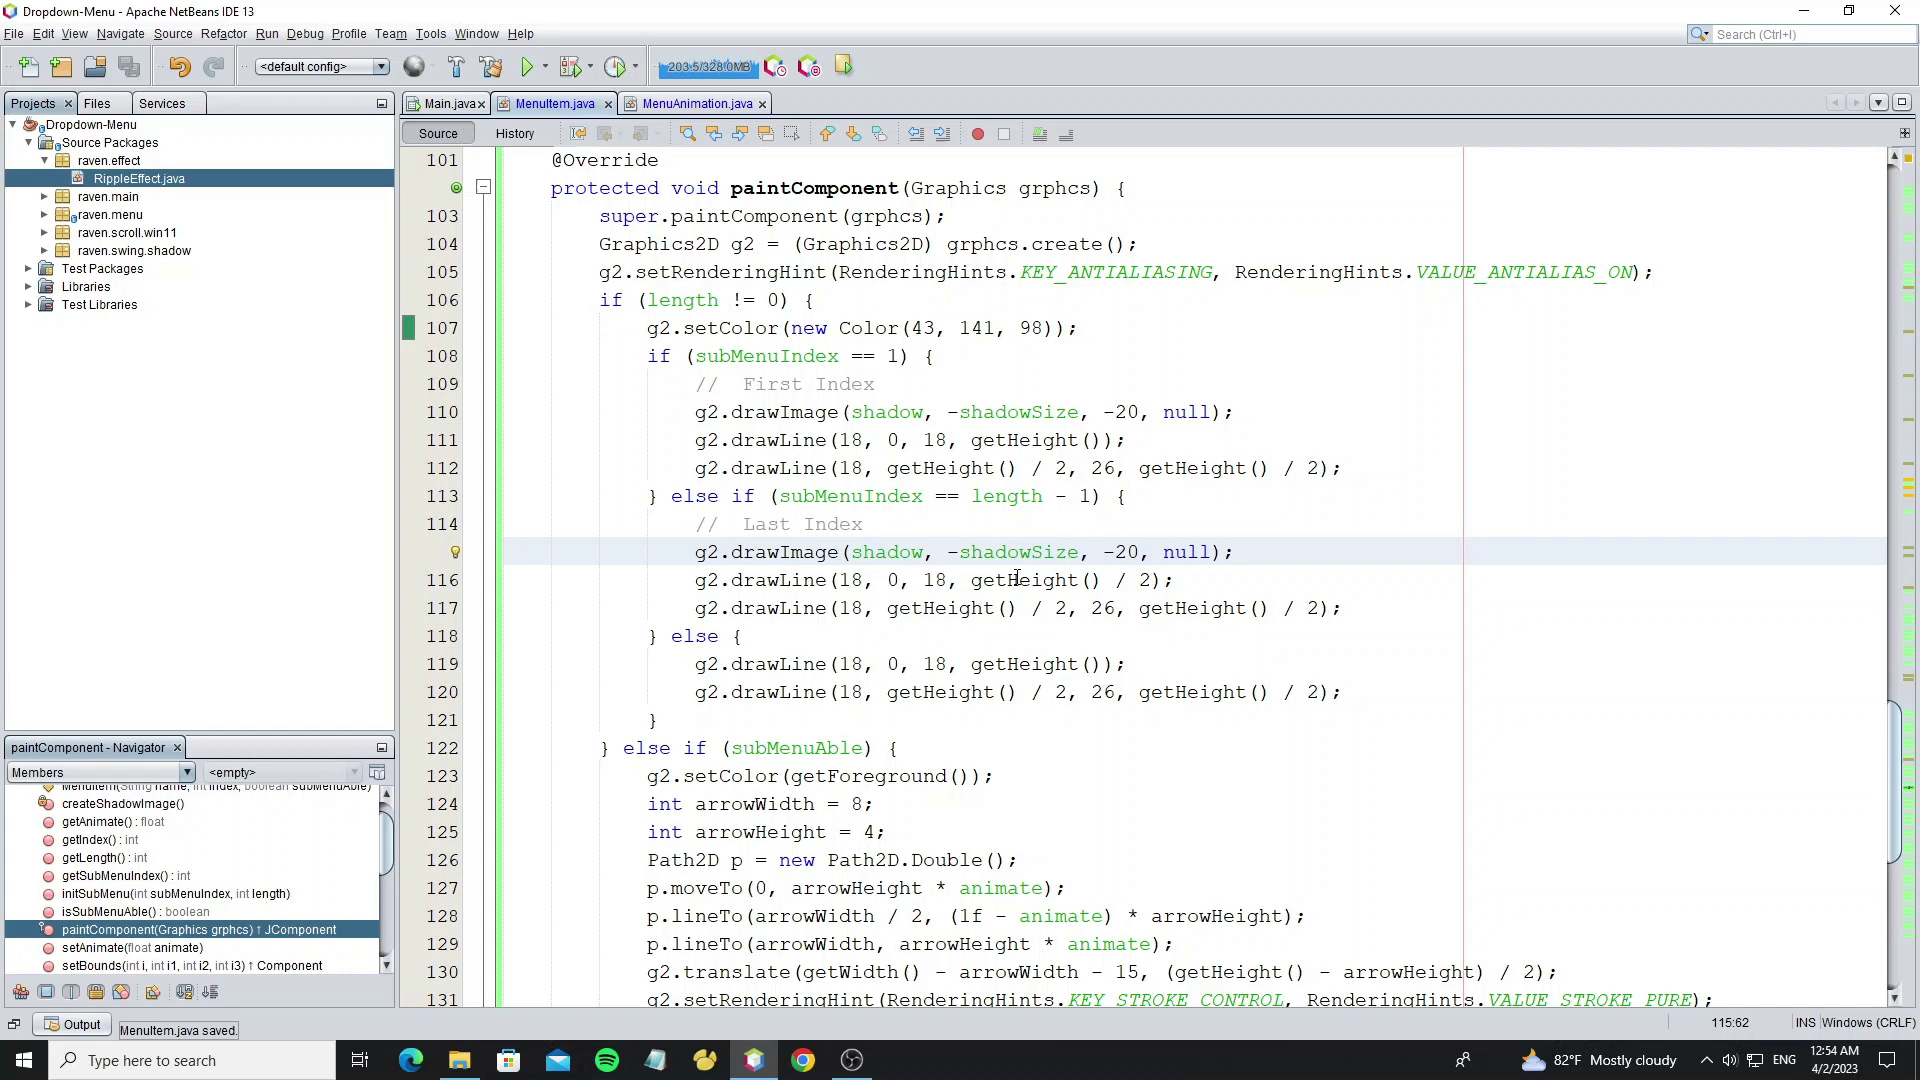 Dropdown-Menu - Apache NetBeans IDE 13
File Edit View Navigate Source Refactor Run Debug Profile Team Tools Window Help
Search (Ctrl+I)
<default config>
203.5/328.0MB
Projects Files Services
Main.java MenuItem.java MenuAnimation.java
Source History
Dropdown-Menu
Source Packages
raven.effect
RippleEffect.java
raven.main
raven.menu
raven.scroll.win11
raven.swing.shadow
Test Packages
Libraries
Test Libraries
101 @Override
protected void paintComponent(Graphics grphcs) {
103 super.paintComponent(grphcs);
104 Graphics2D g2 = (Graphics2D) grphcs.create();
105 g2.setRenderingHint(RenderingHints.KEY_ANTIALIASING, RenderingHints.VALUE_ANTIALIAS_ON);
106 if (length != 0) {
107 g2.setColor(new Color(43, 141, 98));
108 if (subMenuIndex == 1) {
109 // First Index
110 g2.drawImage(shadow, -shadowSize, -20, null);
111 g2.drawLine(18, 0, 18, getHeight());
112 g2.drawLine(18, getHeight() / 2, 26, getHeight() / 2);
113 } else if (subMenuIndex == length - 1) {
114 // Last Index
g2.drawImage(shadow, -shadowSize, -20, null);
116 g2.drawLine(18, 0, 18, getHeight() / 2);
117 g2.drawLine(18, getHeight() / 2, 26, getHeight() / 2);
118 } else {
119 g2.drawLine(18, 0, 18, getHeight());
120 g2.drawLine(18, getHeight() / 2, 26, getHeight() / 2);
121 }
122 } else if (subMenuAble) {
123 g2.setColor(getForeground());
124 int arrowWidth = 8;
125 int arrowHeight = 4;
126 Path2D p = new Path2D.Double();
127 p.moveTo(0, arrowHeight * animate);
128 p.lineTo(arrowWidth / 2, (1f - animate) * arrowHeight);
129 p.lineTo(arrowWidth, arrowHeight * animate);
130 g2.translate(getWidth() - arrowWidth - 15, (getHeight() - arrowHeight) / 2);
131 g2.setRenderingHint(RenderingHints.KEY_STROKE_CONTROL, RenderingHints.VALUE_STROKE_PURE);
paintComponent - Navigator
Members <empty>
MenuItem(String name, int index, boolean subMenuAble)
createShadowImage()
getAnimate() : float
getIndex() : int
getLength() : int
getSubMenuIndex() : int
initSubMenu(int subMenuIndex, int length)
isSubMenuAble() : boolean
paintComponent(Graphics grphcs) ↑ JComponent
setAnimate(float animate)
setBounds(int i, int i1, int i2, int i3) ↑ Component
Output MenuItem.java saved.
115:62 INS Windows (CRLF)
Type here to search
82°F Mostly cloudy ENG
12:54 AM
4/2/2023